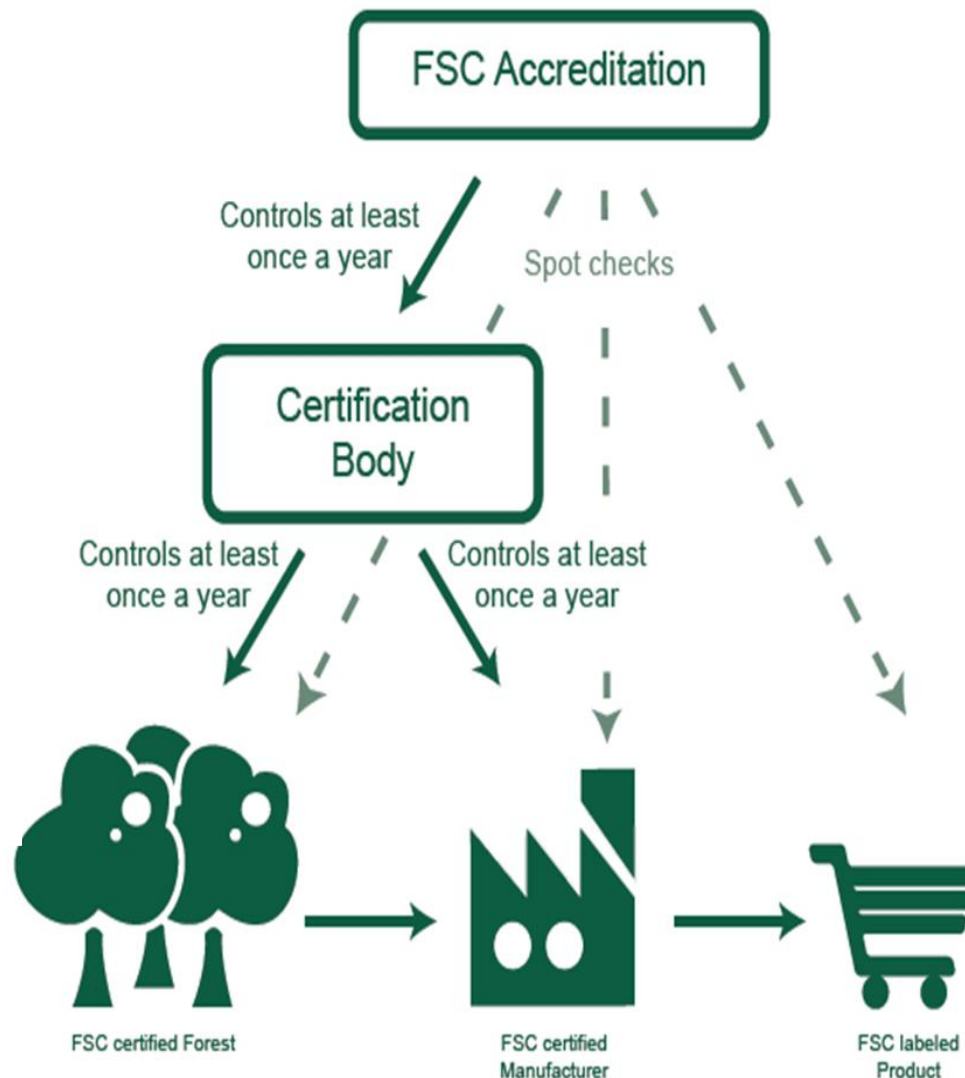 FSC Accreditation
Controls at least
once a year
Spot checks
Certification
Body
Controls at least
once a year
Controls at least
once a year
FSC certified Forest
FSC certified
Manufacturer
FSC labeled
Product